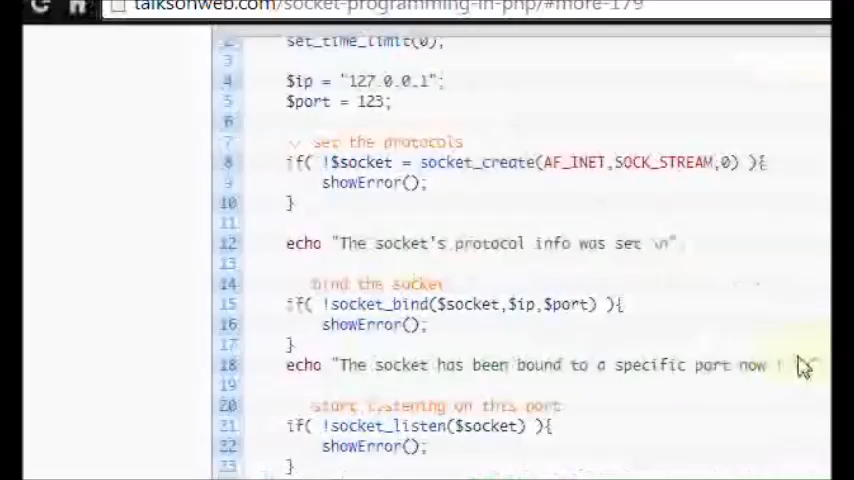 talksonweb.com/socket-programming-in-php/#more-179
2 set_time_limit(0);
3
4 $ip = "127.0.0.1";
5 $port = 123;
6
7 set the protocols
8 if( !$socket = socket_create(AF_INET,SOCK_STREAM,0) ){
9 showError();
10 }
11
12 echo "The socket's protocol info was set \n"
13
14 bind the socket
15 if( !socket_bind($socket,$ip,$port) ){
16 showError();
17 }
18 echo "The socket has been bound to a specific port now !
19
20 start listening on this port
21 if( !socket_listen($socket) ){
22 showError();
23 }